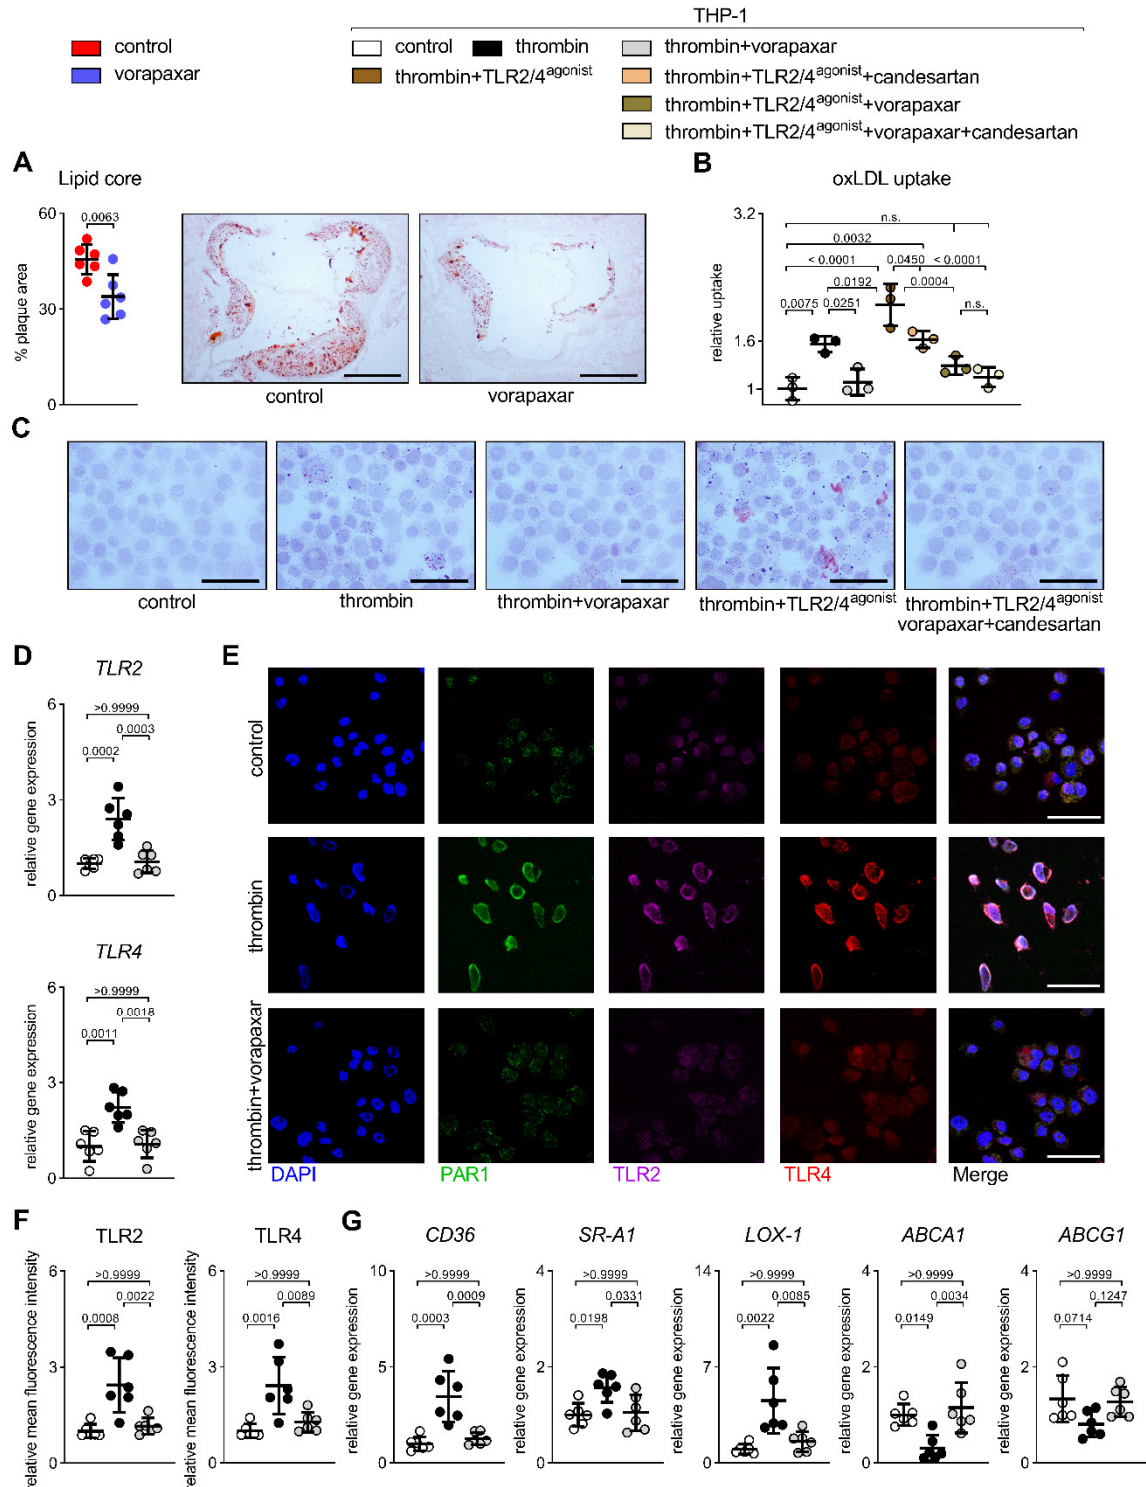 THP-1
control
vorapaxar
control
thrombin
thrombin+vorapaxar
thrombin+TLR2/4agonist
thrombin+TLR2/4agonist+candesartan
thrombin+TLR2/4agonist+vorapaxar
thrombin+TLR2/4agonist+vorapaxar+candesartan
A
Lipid core
% plaque area
60
30
0
0.0063
control
vorapaxar
B
oxLDL uptake
relative uptake
3.2
1.6
1
n.s.
0.0032
< 0.0001
0.0450
< 0.0001
0.0192
0.0004
0.0075
0.0251
n.s.
C
control
thrombin
thrombin+vorapaxar
thrombin+TLR2/4agonist
thrombin+TLR2/4agonist
vorapaxar+candesartan
D
TLR2
relative gene expression
6
3
0
>0.9999
0.0003
0.0002
TLR4
relative gene expression
6
3
0
>0.9999
0.0018
0.0011
E
control
thrombin
thrombin+vorapaxar
DAPI
PAR1
TLR2
TLR4
Merge
F
TLR2
relative mean fluorescence intensity
6
3
0
>0.9999
0.0022
0.0008
TLR4
relative mean fluorescence intensity
6
3
0
>0.9999
0.0089
0.0016
G
CD36
relative gene expression
10
5
0
>0.9999
0.0009
0.0003
SR-A1
relative gene expression
4
2
0
>0.9999
0.0331
0.0198
LOX-1
relative gene expression
14
7
0
>0.9999
0.0085
0.0022
ABCA1
relative gene expression
4
2
0
>0.9999
0.0034
0.0149
ABCG1
relative gene expression
4
2
0
>0.9999
0.1247
0.0714